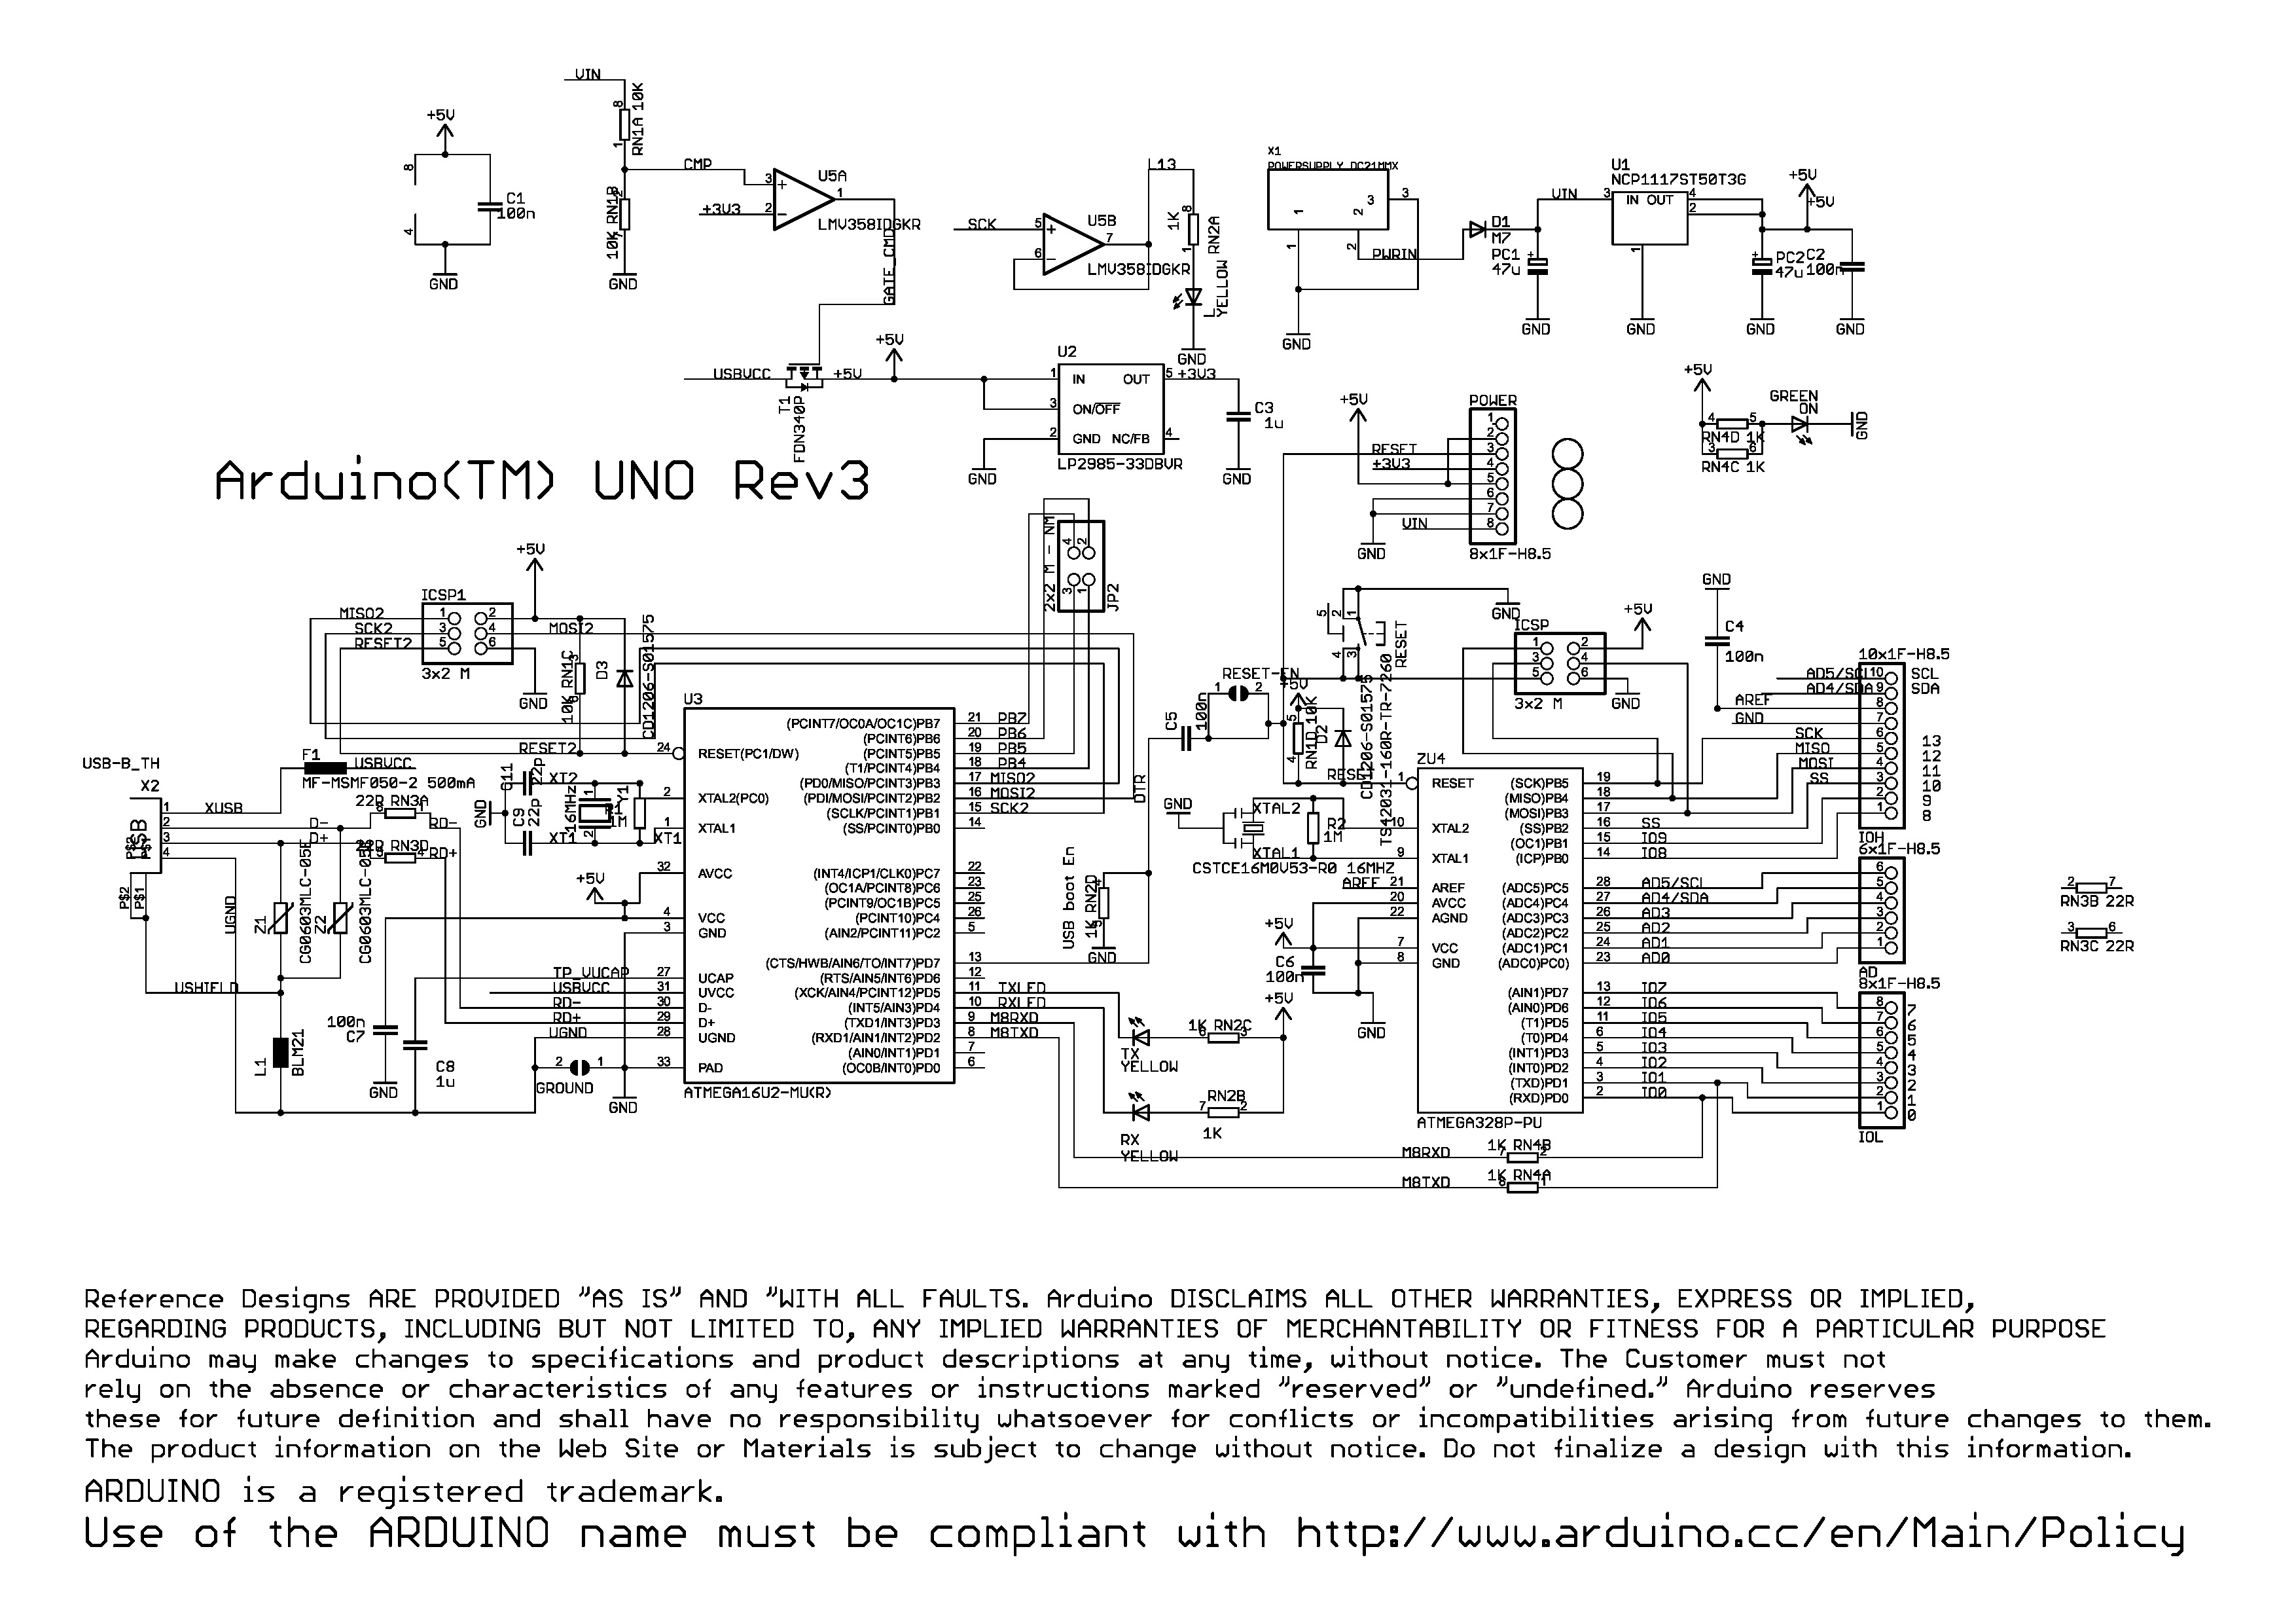 VIN
+5V
8
4
C1
100n
GND
8
RN1A 10K
1
CMP
10K RN1B
GND
3
2
+3V3
U5A
1
LMV358IDGKR
GATE_CMD
SCK
5
6
U5B
7
LMV358IDGKR
L13
8
1K
RN2A
1
YELLOW
L
GND
X1
POWERSUPPLY_DC21MMX
1
2
3
3
1
2
GND
PWRIN
D1
M7
PC1
47u
GND
VIN
3
U1
NCP1117ST50T3G
IN OUT
4
2
1
GND
+5V
+5V
PC2
47u
GND
C2
100n
GND
USBVCC
T1
FDN340P
+5V
+5V
U2
1
IN
OUT
5
+3V3
3
ON/OFF
2
GND
NC/FB
4
LP2985-33DBVR
GND
C3
1u
GND
+5V
POWER
1
2
RESET
3
+3V3
4
5
6
7
VIN
8
GND
8x1F-H8.5
+5V
4
5
RN4D 1K
3
6
RN4C 1K
GREEN
ON
GND
Arduino(TM) UNO Rev3
+5V
ICSP1
MISO2
1
2
SCK2
3
4
MOSI2
RESET2
5
6
3x2 M
GND
10K RN1C
D3
CD1206-S01575
2x2 M - NM
4
2
3
1
JP2
RESET-EN
1
2
C5
100n
+5V
5
RN1D 10K
4
D2
CD1206-S01575
RESET
5
2
1
4
3
RESET
TS42031-160R-TR-7260
GND
ICSP
1
2
3
4
5
6
3x2 M
+5V
GND
GND
C4
100n
10x1F-H8.5
AD5/SCL
10
SCL
AD4/SDA
9
SDA
AREF
8
GND
7
SCK
6
13
MISO
5
12
MOSI
4
11
SS
3
10
2
9
1
8
IOH
USB-B_TH
X2
USB
1
2
3
4
P$2
P$1
XUSB
D-
D+
F1
MF-MSMF050-2 500mA
USBVCC
22R RN3A
8
1
RD-
22R RN3D
5
4
RD+
UGND
USHIELD
Z1
CG0603MLC-05E
Z2
CG0603MLC-05E
L1
BLM21
100n
C7
GND
C8
1u
GND
C11
22p
C9
22p
XT2
XT1
16MHz
Y1
1
2
R1
1M
+5V
RESET2
TP_VUCAP
USBVCC
RD-
RD+
UGND
2
1
GROUND
GND
U3
24
RESET(PC1/DW)
2
XTAL2(PC0)
1
XTAL1
32
AVCC
4
VCC
3
GND
27
UCAP
31
UVCC
30
D-
29
D+
28
UGND
33
PAD
ATMEGA16U2-MU(R)
(PCINT7/OC0A/OC1C)PB7 21 PB7
(PCINT6)PB6 20 PB6
(PCINT5)PB5 19 PB5
(T1/PCINT4)PB4 18 PB4
(PD0/MISO/PCINT3)PB3 17 MISO2
(PDI/MOSI/PCINT2)PB2 16 MOSI2
(SCLK/PCINT1)PB1 15 SCK2
(SS/PCINT0)PB0 14
(INT4/ICP1/CLK0)PC7 22
(OC1A/PCINT8)PC6 23
(PCINT9/OC1B)PC5 25
(PCINT10)PC4 26
(AIN2/PCINT11)PC2 5
(CTS/HWB/AIN6/TO/INT7)PD7 13
(RTS/AIN5/INT6)PD6 12
(XCK/AIN4/PCINT12)PD5 11 TXLED
(INT5/AIN3)PD4 10 RXLED
(TXD1/INT3)PD3 9 M8RXD
(RXD1/AIN1/INT2)PD2 8 M8TXD
(AIN0/INT1)PD1 7
(OC0B/INT0)PD0 6
DTR
USB boot En
1K RN2D
GND
TX
YELLOW
1K RN2C
6
3
RX
YELLOW
RN2B
7
2
1K
+5V
GND
XTAL2
XTAL1
CSTCE16M0V53-R0 16MHZ
R2
1M
AREF
+5V
C6
100n
GND
ZU4
1
RESET
10
XTAL2
9
XTAL1
21
AREF
20
AVCC
22
AGND
7
VCC
8
GND
ATMEGA328P-PU
(SCK)PB5 19
(MISO)PB4 18
(MOSI)PB3 17
(SS)PB2 16 SS
(OC1)PB1 15 IO9
(ICP)PB0 14 IO8
(ADC5)PC5 28 AD5/SCL
(ADC4)PC4 27 AD4/SDA
(ADC3)PC3 26 AD3
(ADC2)PC2 25 AD2
(ADC1)PC1 24 AD1
(ADC0)PC0 23 AD0
(AIN1)PD7 13 IO7
(AIN0)PD6 12 IO6
(T1)PD5 11 IO5
(T0)PD4 6 IO4
(INT1)PD3 5 IO3
(INT0)PD2 4 IO2
(TXD)PD1 3 IO1
(RXD)PD0 2 IO0
6x1F-H8.5
6
5
4
3
2
1
AD
8x1F-H8.5
8 7
7 6
6 5
5 4
4 3
3 2
2 1
1 0
IOL
2
7
RN3B 22R
3
6
RN3C 22R
M8RXD
1K RN4B
7
2
M8TXD
1K RN4A
8
1
Reference Designs ARE PROVIDED "AS IS" AND "WITH ALL FAULTS. Arduino DISCLAIMS ALL OTHER WARRANTIES, EXPRESS OR IMPLIED,
REGARDING PRODUCTS, INCLUDING BUT NOT LIMITED TO, ANY IMPLIED WARRANTIES OF MERCHANTABILITY OR FITNESS FOR A PARTICULAR PURPOSE
Arduino may make changes to specifications and product descriptions at any time, without notice. The Customer must not
rely on the absence or characteristics of any features or instructions marked "reserved" or "undefined." Arduino reserves
these for future definition and shall have no responsibility whatsoever for conflicts or incompatibilities arising from future changes to them.
The product information on the Web Site or Materials is subject to change without notice. Do not finalize a design with this information.
ARDUINO is a registered trademark.
Use of the ARDUINO name must be compliant with http://www.arduino.cc/en/Main/Policy